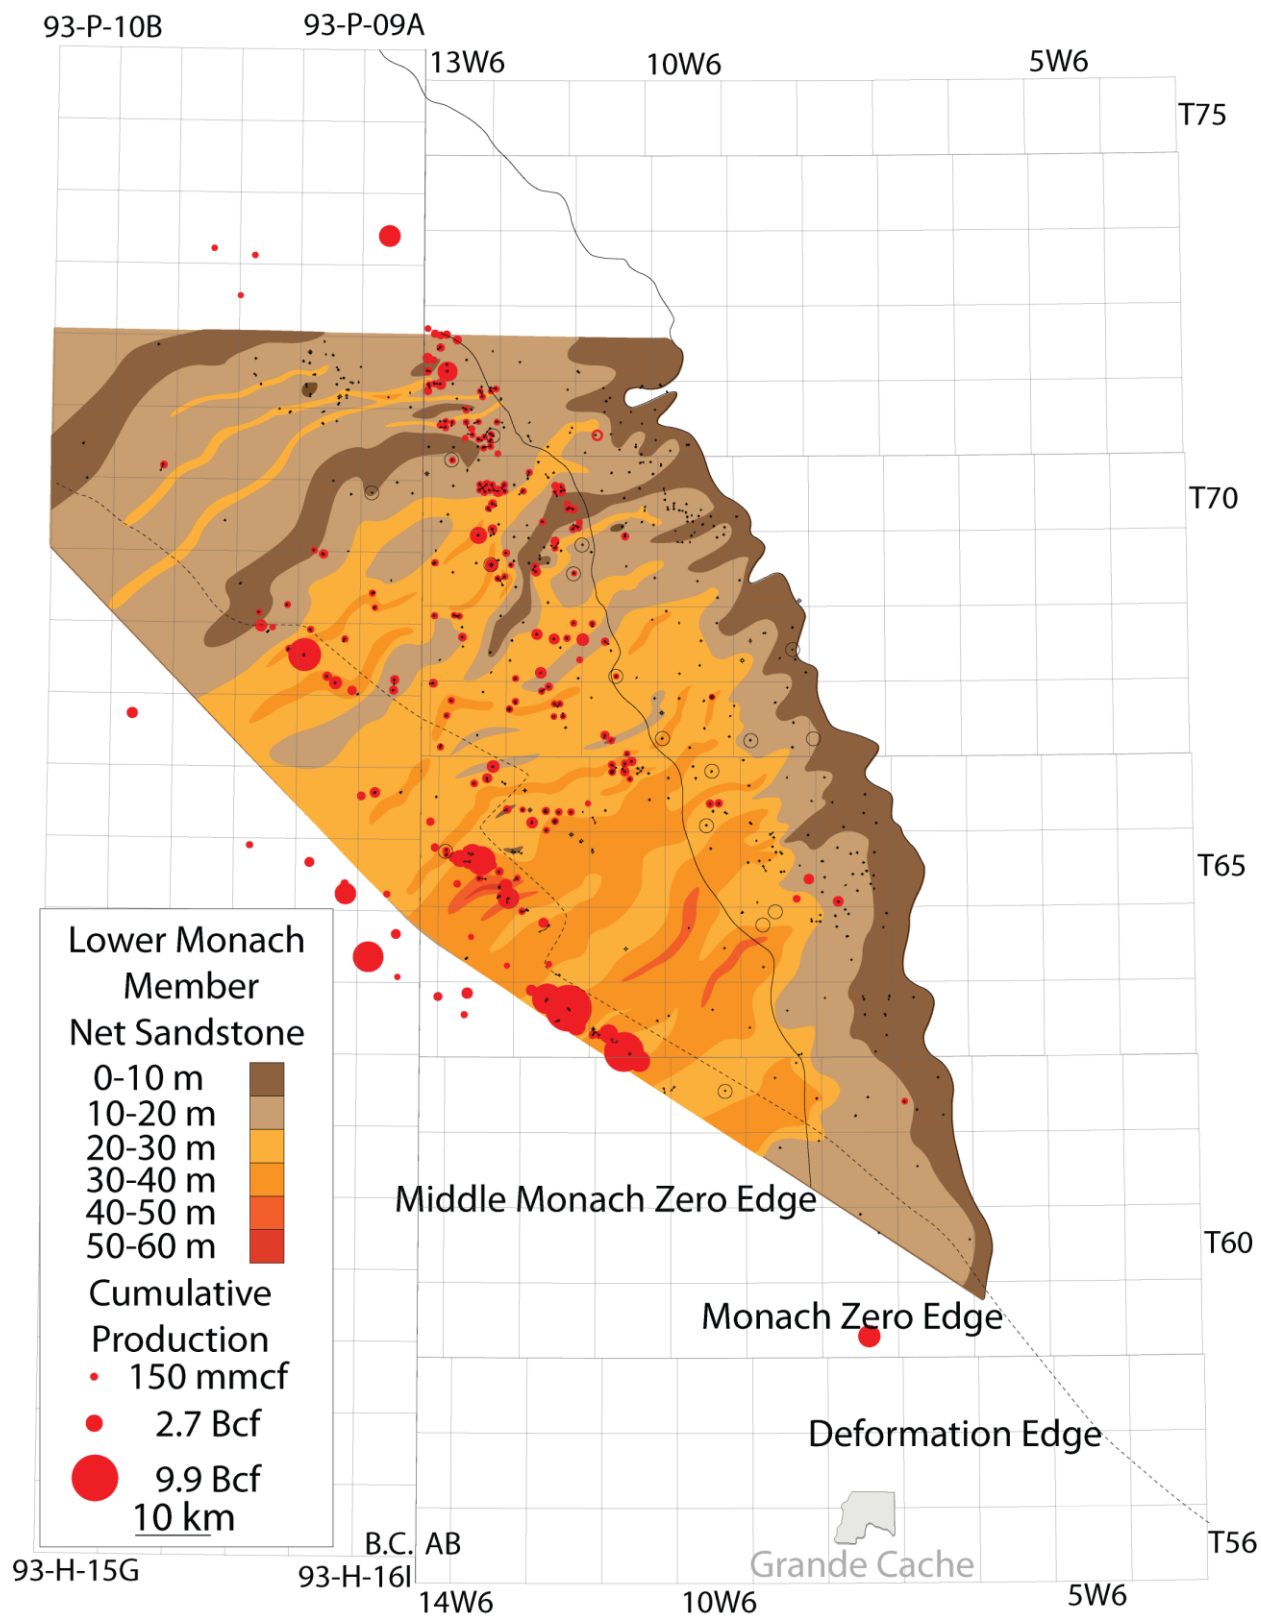 93-P-10B
93-P-09A
13W6
10W6
5W6
T75
T70
T65
Lower Monach
Member
Net Sandstone
0-10 m
10-20 m
20-30 m
30-40 m
40-50 m
50-60 m
Cumulative
Production
150 mmcf
2.7 Bcf
9.9 Bcf
10 km
Middle Monach Zero Edge
T60
Monach Zero Edge
Deformation Edge
B.C.
AB
T56
Grande Cache
93-H-15G
93-H-16I
14W6
10W6
5W6